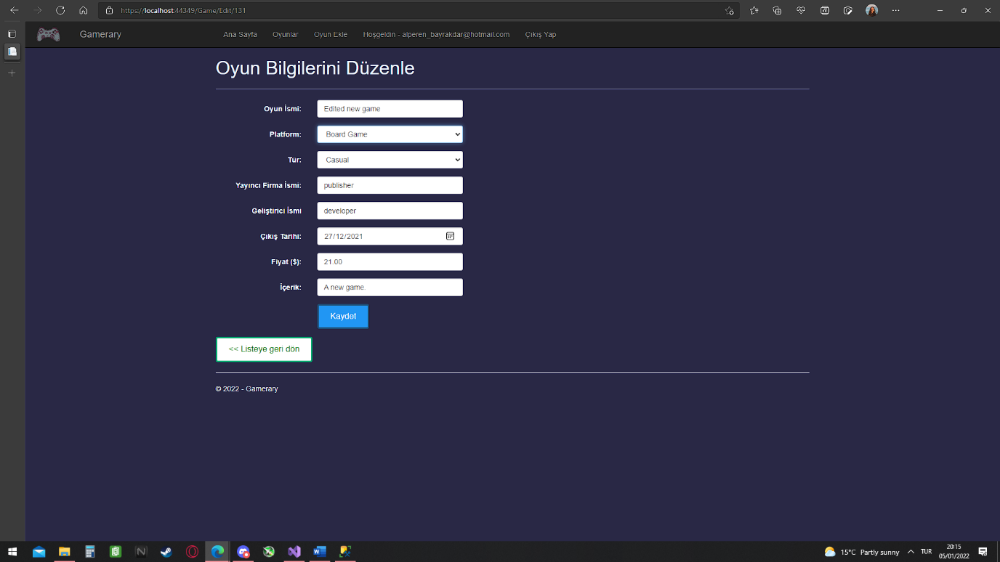 https://localhost:44349/Game/Edit/131
Gamerary
Ana Sayfa
Oyunlar
Oyun Ekle
Hoşgeldin - alperen_bayrakdar@hotmail.com
Çıkış Yap
Oyun Bilgilerini Düzenle
Oyun İsmi: Edited new game
Platform: Board Game
Tür: Casual
Yayıncı Firma İsmi: publisher
Geliştirici İsmi developer
Çıkış Tarihi: 27/12/2021
Fiyat ($): 21.00
İçerik: A new game.
Kaydet
<< Listeye geri dön
© 2022 - Gamerary
15°C Partly sunny
TUR
20:15
05/01/2022